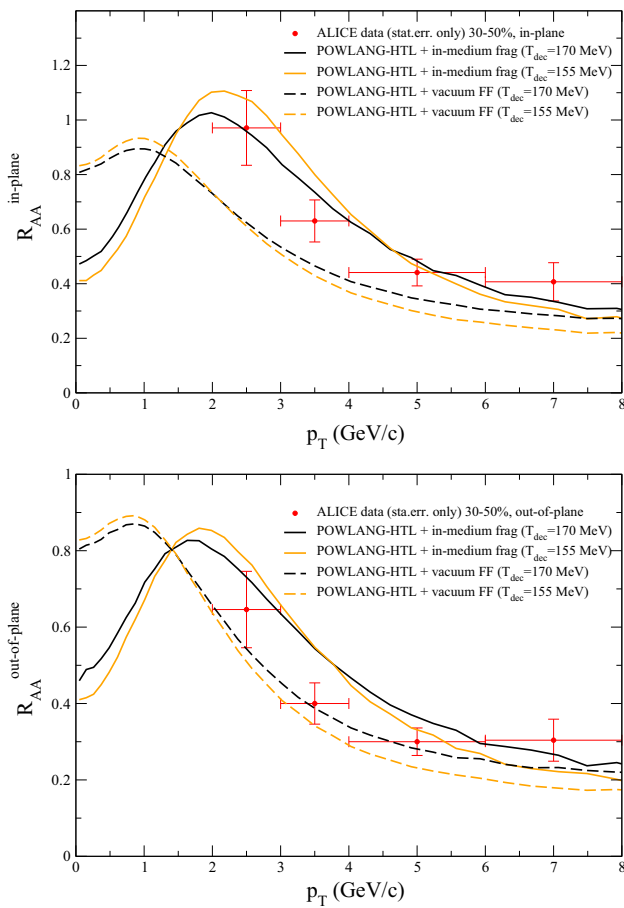 ALICE data (stat.err. only) 30-50%, in-plane
POWLANG-HTL + in-medium frag (T_dec=170 MeV)
POWLANG-HTL + in-medium frag (T_dec=155 MeV)
POWLANG-HTL + vacuum FF (T_dec=170 MeV)
POWLANG-HTL + vacuum FF (T_dec=155 MeV)
R_AA^in-plane
1.2
1
0.8
0.6
0.4
0.2
0
0 1 2 3 4 5 6 7 8
p_T (GeV/c)
ALICE data (sta.err. only) 30-50%, out-of-plane
POWLANG-HTL + in-medium frag (T_dec=170 MeV)
POWLANG-HTL + in-medium frag (T_dec=155 MeV)
POWLANG-HTL + vacuum FF (T_dec=170 MeV)
POWLANG-HTL + vacuum FF (T_dec=155 MeV)
R_AA^out-of-plane
1
0.8
0.6
0.4
0.2
0
0 1 2 3 4 5 6 7 8
p_T (GeV/c)